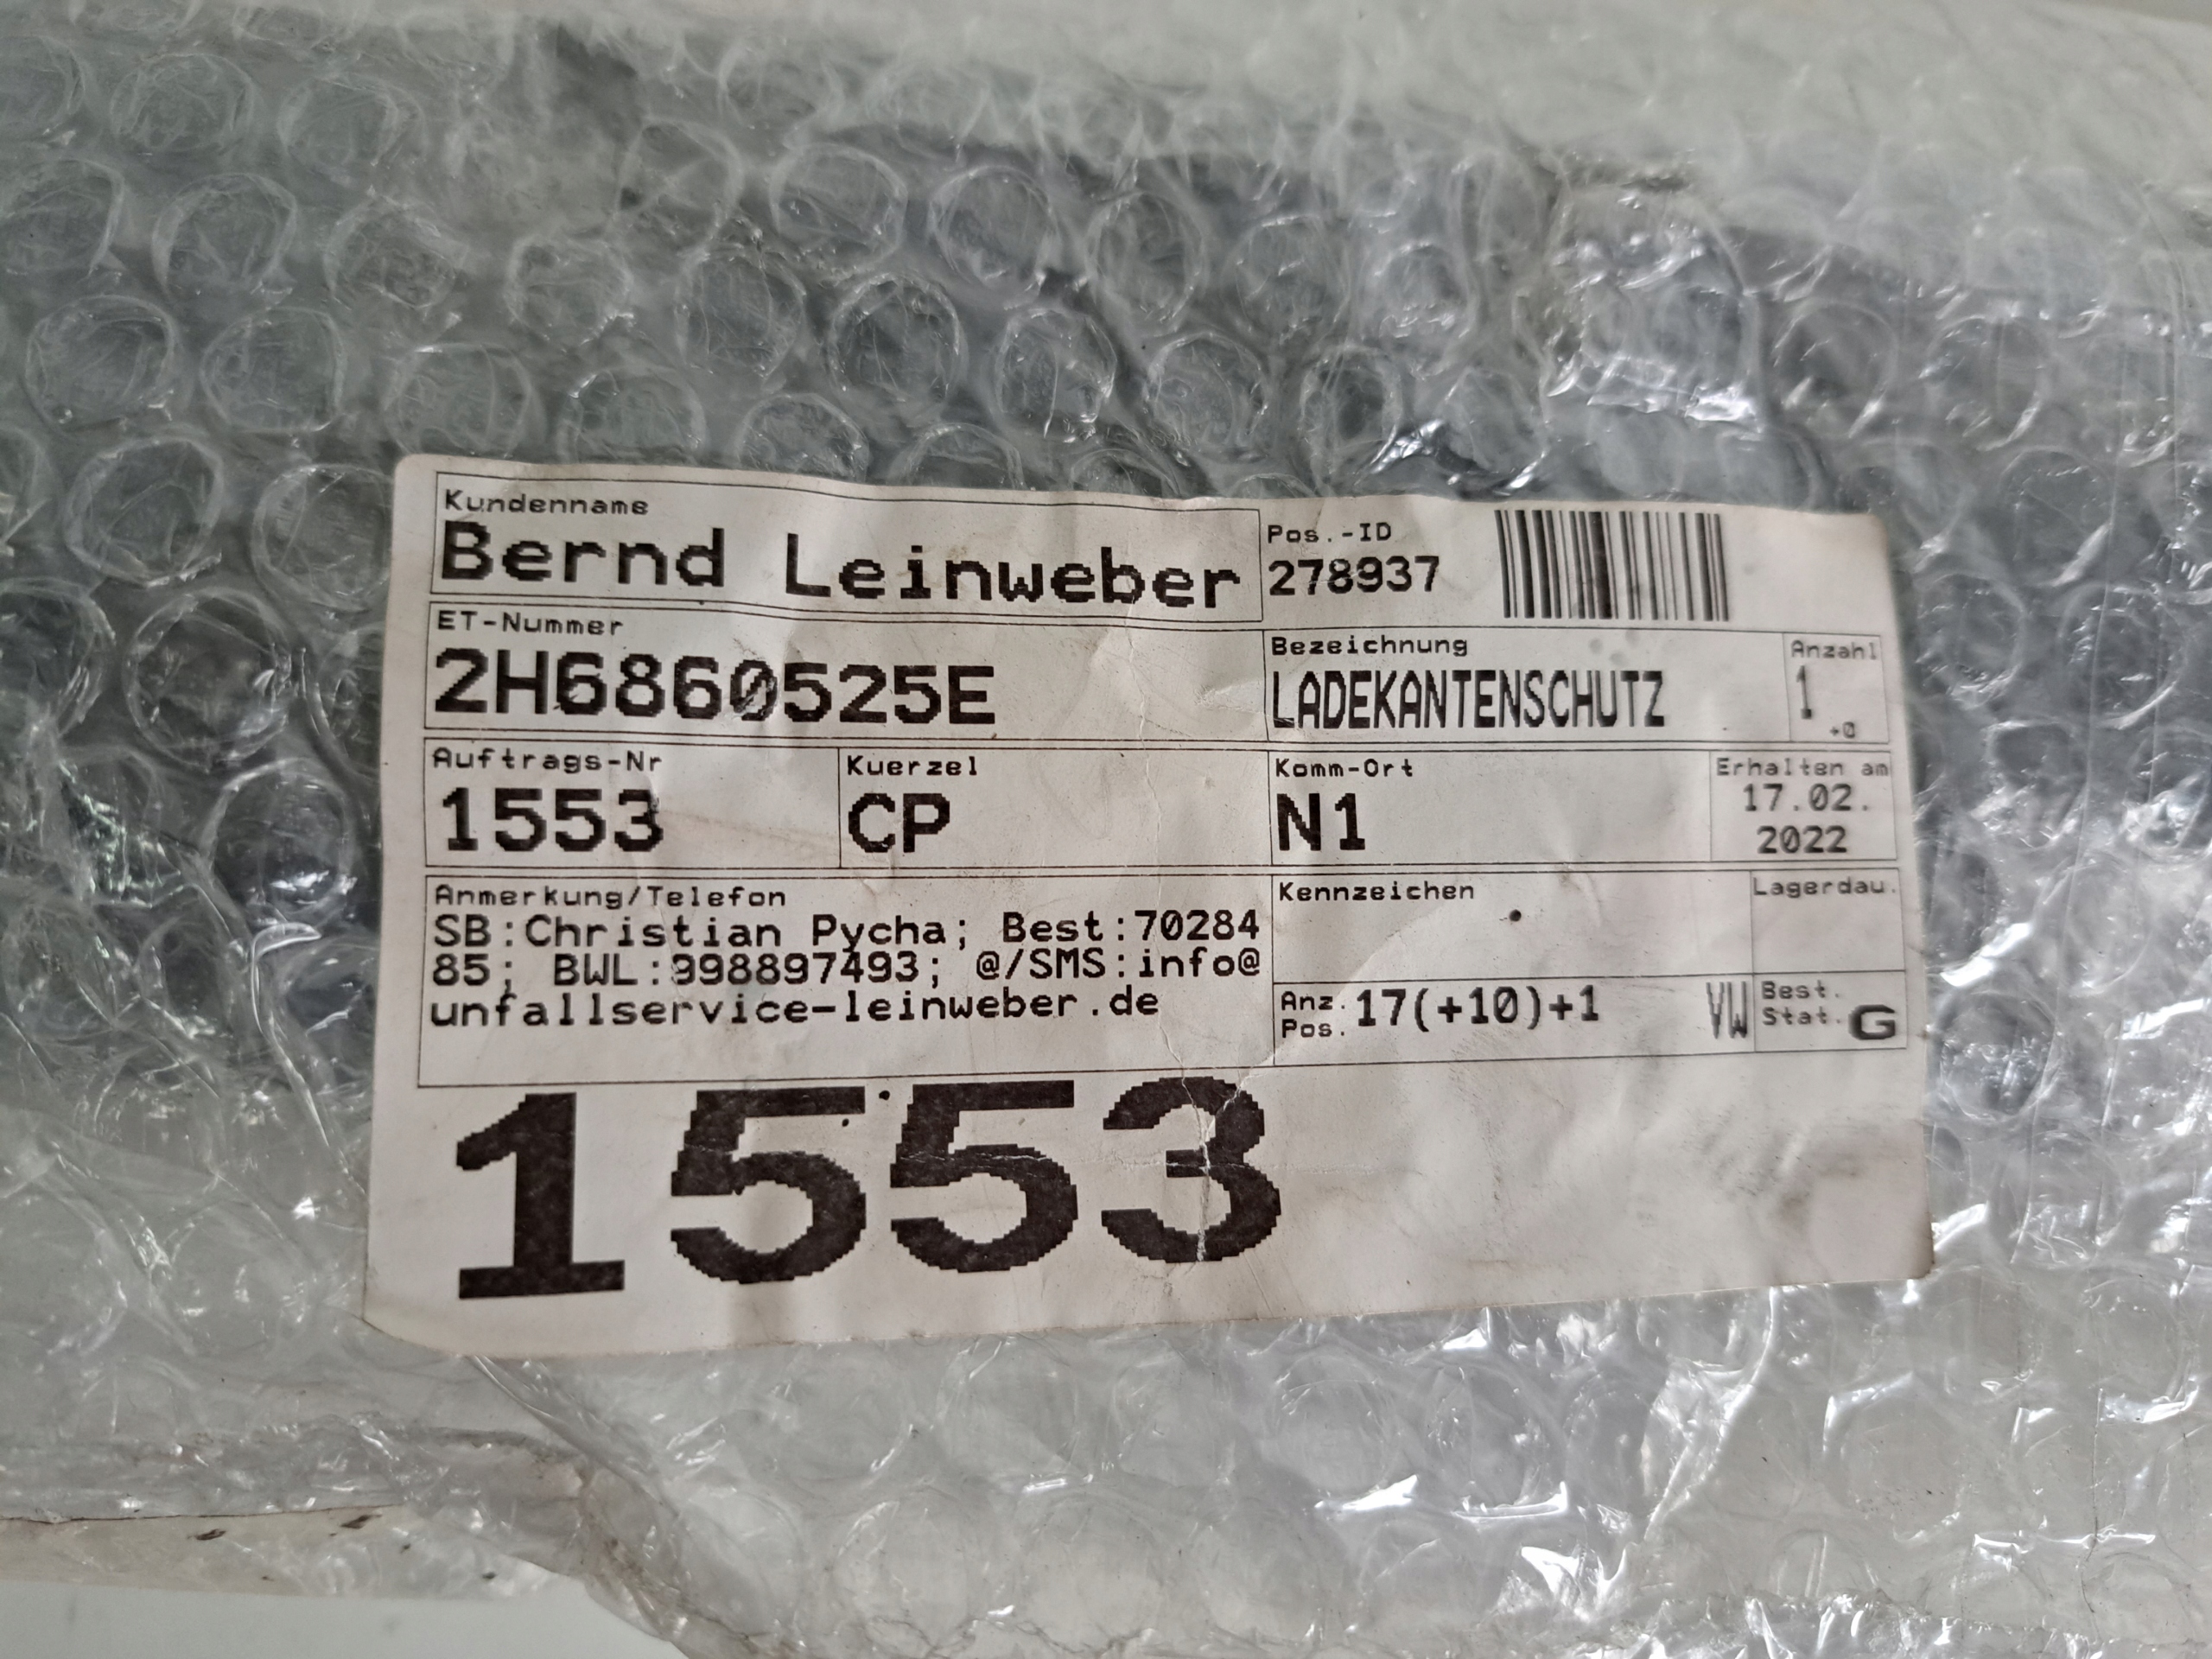 Kundenname
Bernd Leinweber
Pos.-ID
278937
ET-Nummer
2H6860525E
Bezeichnung
LADEKANTENSCHUTZ
Anzahl
1
+0
Auftrags-Nr
1553
Kuerzel
CP
Komm-Ort
N1
Erhalten am
17.02.
2022
Anmerkung/Telefon
SB:Christian Pycha; Best:70284
85; BWL:998897493; @/SMS:info@
unfallservice-leinweber.de
Kennzeichen
Lagerdau.
Anz.
Pos. 17(+10)+1
VW
Best.
Stat. G
1553